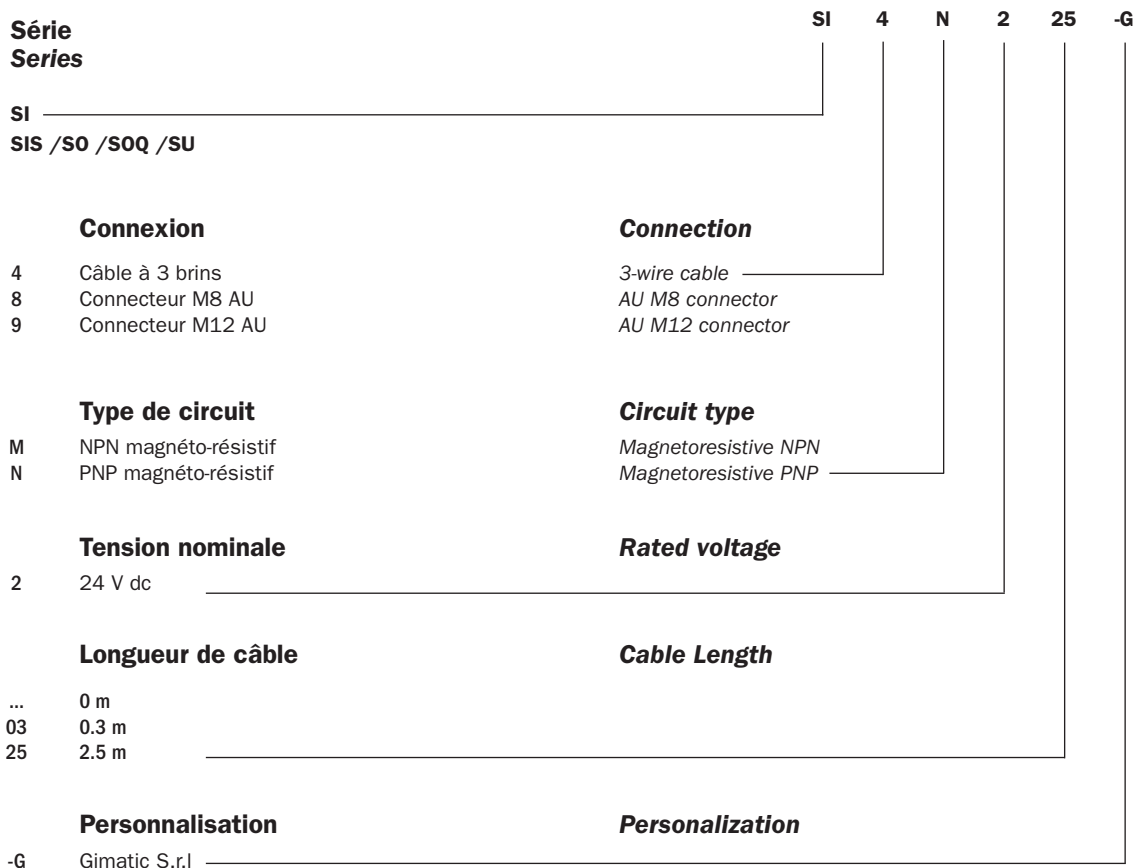 SI 4 N 2 25 -G
Série
Series
SI
SIS /SO /SOQ /SU
Connexion Connection
4 Câble à 3 brins 3-wire cable
8 Connecteur M8 AU AU M8 connector
9 Connecteur M12 AU AU M12 connector
Type de circuit Circuit type
M NPN magnéto-résistif Magnetoresistive NPN
N PNP magnéto-résistif Magnetoresistive PNP
Tension nominale Rated voltage
2 24 V dc
Longueur de câble Cable Length
... 0 m
03 0.3 m
25 2.5 m
Personnalisation Personalization
-G Gimatic S.r.l